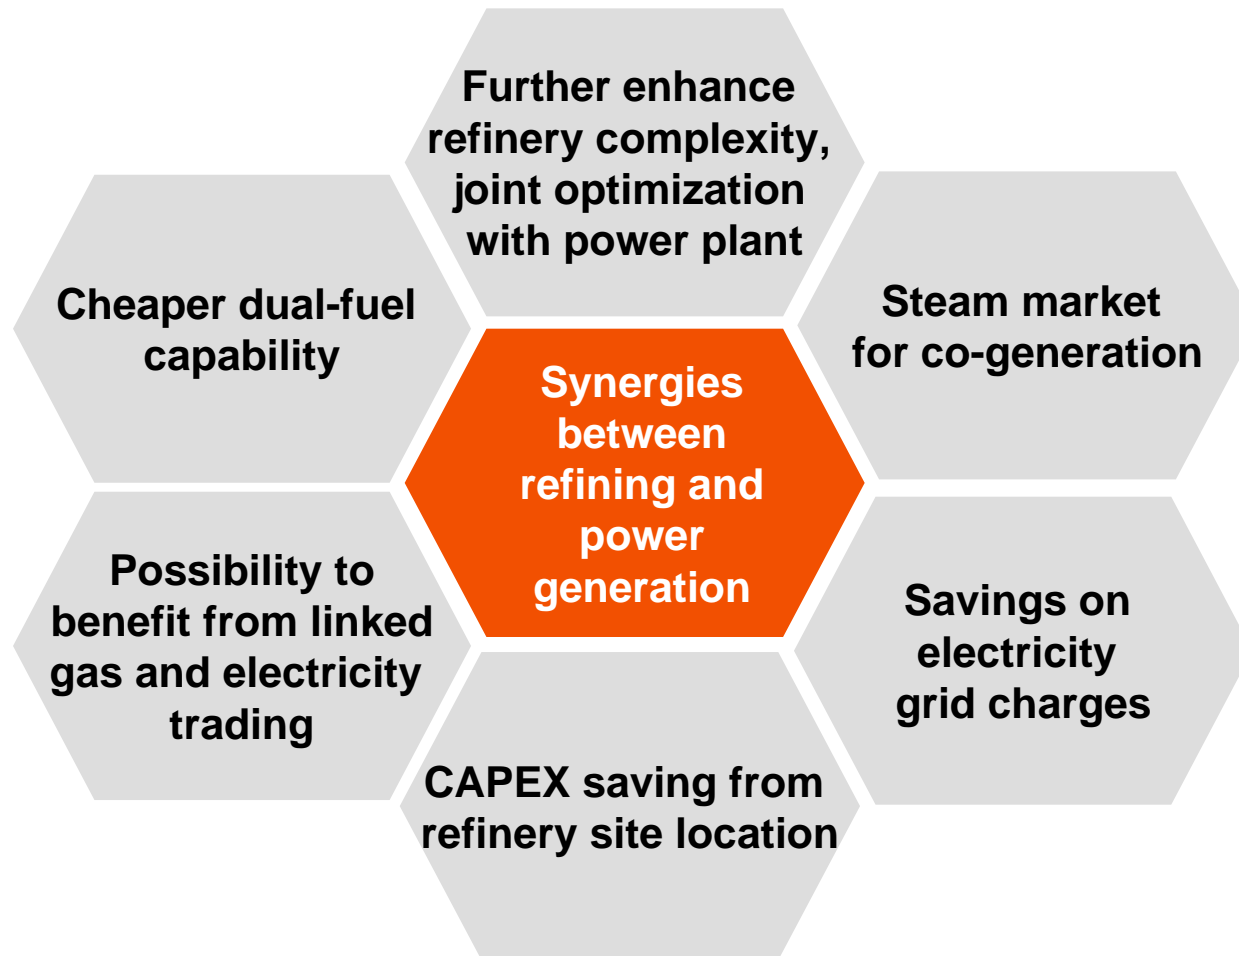 Further enhance
refinery complexity,
joint optimization
with power plant
Cheaper dual-fuel
capability
Steam market
for co-generation
Synergies
between
refining and
power
generation
Possibility to
benefit from linked
gas and electricity
trading
Savings on
electricity
grid charges
CAPEX saving from
refinery site location